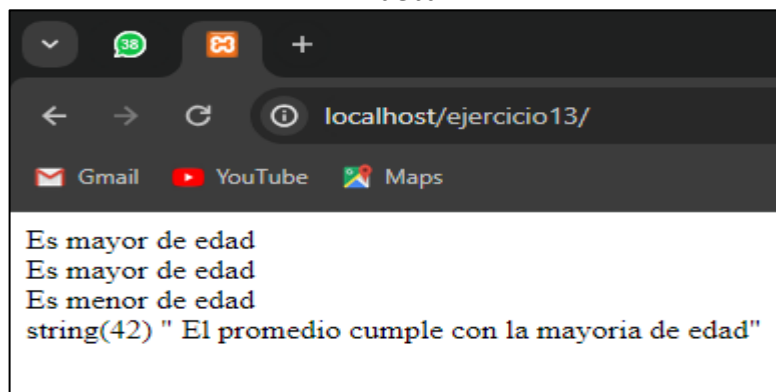 38
localhost/ejercicio13/
Gmail YouTube Maps
Es mayor de edad
Es mayor de edad
Es menor de edad
string(42) " El promedio cumple con la mayoria de edad"